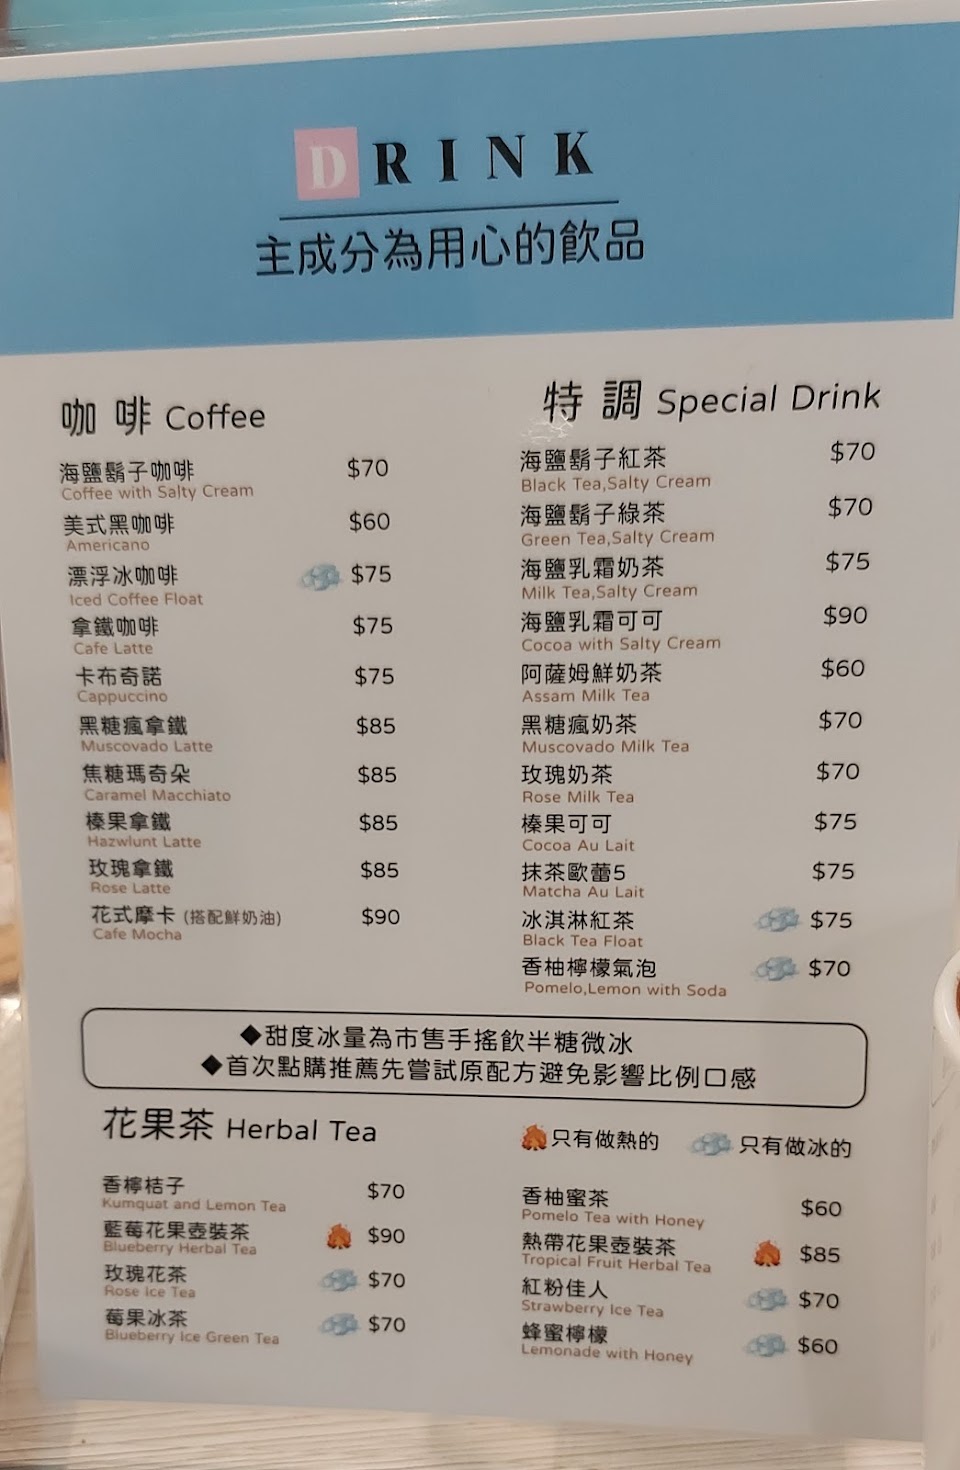 DRINK
主成分為用心的飲品
咖 啡 Coffee
海鹽鬍子咖啡 $70
Coffee with Salty Cream
美式黑咖啡 $60
Americano
漂浮冰咖啡 $75
Iced Coffee Float
拿鐵咖啡 $75
Cafe Latte
卡布奇諾 $75
Cappuccino
黑糖瘋拿鐵 $85
Muscovado Latte
焦糖瑪奇朵 $85
Caramel Macchiato
榛果拿鐵 $85
Hazwlunt Latte
玫瑰拿鐵 $85
Rose Latte
花式摩卡 (搭配鮮奶油) $90
Cafe Mocha
特 調 Special Drink
海鹽鬍子紅茶 $70
Black Tea,Salty Cream
海鹽鬍子綠茶 $70
Green Tea,Salty Cream
海鹽乳霜奶茶 $75
Milk Tea,Salty Cream
海鹽乳霜可可 $90
Cocoa with Salty Cream
阿薩姆鮮奶茶 $60
Assam Milk Tea
黑糖瘋奶茶 $70
Muscovado Milk Tea
玫瑰奶茶 $70
Rose Milk Tea
榛果可可 $75
Cocoa Au Lait
抹茶歐蕾5 $75
Matcha Au Lait
冰淇淋紅茶 $75
Black Tea Float
香柚檸檬氣泡 $70
Pomelo,Lemon with Soda
◆甜度冰量為市售手搖飲半糖微冰
◆首次點購推薦先嘗試原配方避免影響比例口感
花果茶 Herbal Tea
只有做熱的 只有做冰的
香檸桔子 $70
Kumquat and Lemon Tea
藍莓花果壺裝茶 $90
Blueberry Herbal Tea
玫瑰花茶 $70
Rose Ice Tea
莓果冰茶 $70
Blueberry Ice Green Tea
香柚蜜茶 $60
Pomelo Tea with Honey
熱帶花果壺裝茶 $85
Tropical Fruit Herbal Tea
紅粉佳人 $70
Strawberry Ice Tea
蜂蜜檸檬 $60
Lemonade with Honey